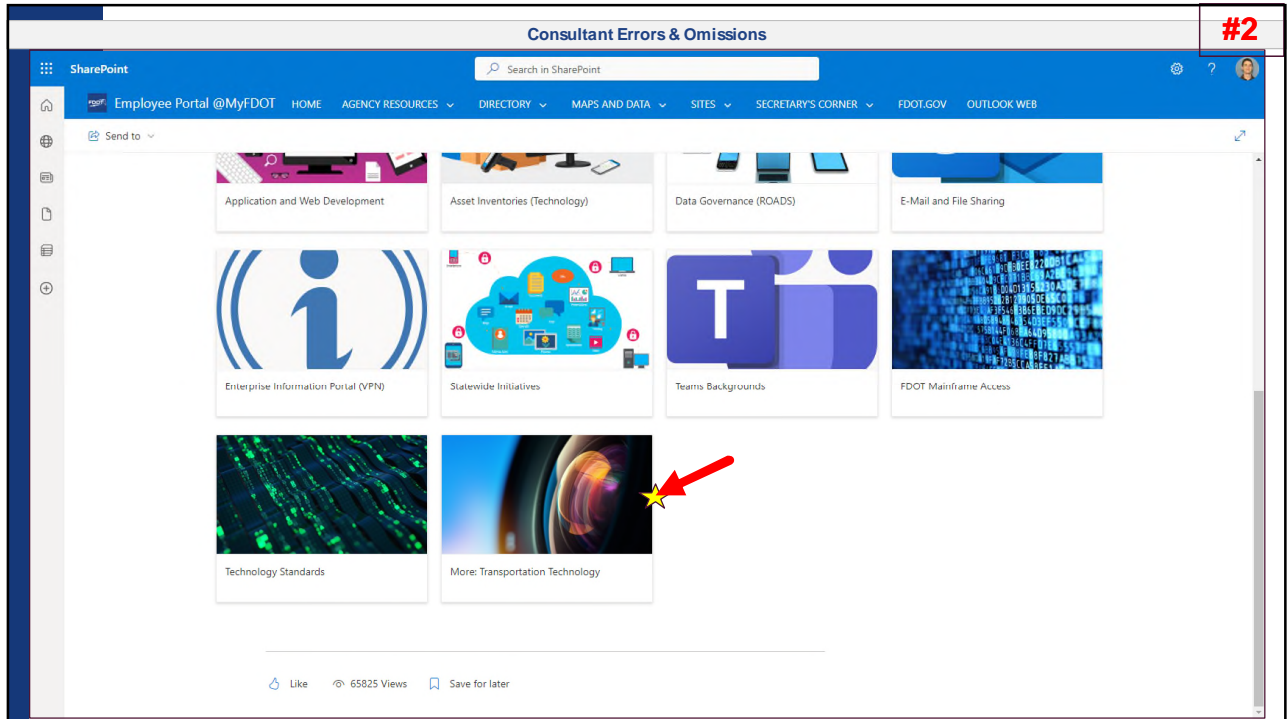 Consultant Errors & Omissions
#2
SharePoint
Search in SharePoint
?
FDOT Employee Portal @MyFDOT HOME AGENCY RESOURCES DIRECTORY MAPS AND DATA SITES SECRETARY'S CORNER FDOT.GOV OUTLOOK WEB
Send to
Application and Web Development
Asset Inventories (Technology)
Data Governance (ROADS)
E-Mail and File Sharing
T
Enterprise Information Portal (VPN)
Statewide Initiatives
Teams Backgrounds
FDOT Mainframe Access
Technology Standards
More: Transportation Technology
Like 65825 Views Save for later